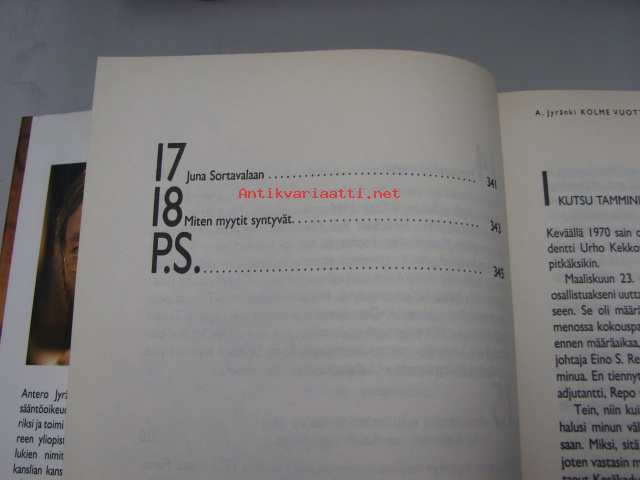 17 Juna Sortavalaan . . . . . . . . . . . . . . . . . . . . . . . . . 341
Antikvariaatti.net
18 Miten myytit syntyvät. . . . . . . . . . . . . . . . . . . . . . . . 343
P.S. . . . . . . . . . . . . . . . . . . . . . . . . . . . . . . . . . . . . 345
Antero Jyrä
sääntöoikeu
riksi ja toimi
reen yliopist
lukien nimit
kanslian kans
A. Jyränki KOLME VUOTT
I KUTSU TAMMINI
Keväällä 1970 sain o
dentti Urho Kekko
pitkäksikin.
Maaliskuun 23.
osallistuakseni uutta
seen. Se oli määrä
menossa kokouspa
ennen määräaikaa,
johtaja Eino S. Re
minua. En tiennyt
adjutantti, Repo
Tein, niin kui
halusi minun väl
saan. Miksi, sitä
joten vastasin m